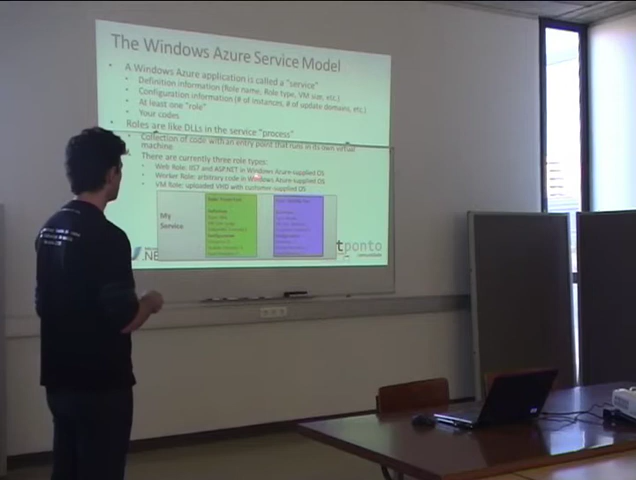 The Windows Azure Service Model
• A Windows Azure application is called a "service"
• Definition information (Role name, Role type, VM size, etc.)
• Configuration information (# of instances, # of update domains, etc.)
• At least one "role"
• Your codes
• Roles are like DLLs in the service "process"
• Collection of code with an entry point that runs in its own virtual
machine
• There are currently three role types:
• Web Role: IIS7 and ASP.NET in Windows Azure-supplied OS
• Worker Role: arbitrary code in Windows Azure-supplied OS
• VM Role: uploaded VHD with customer-supplied OS
My
Service
.NE
tponto